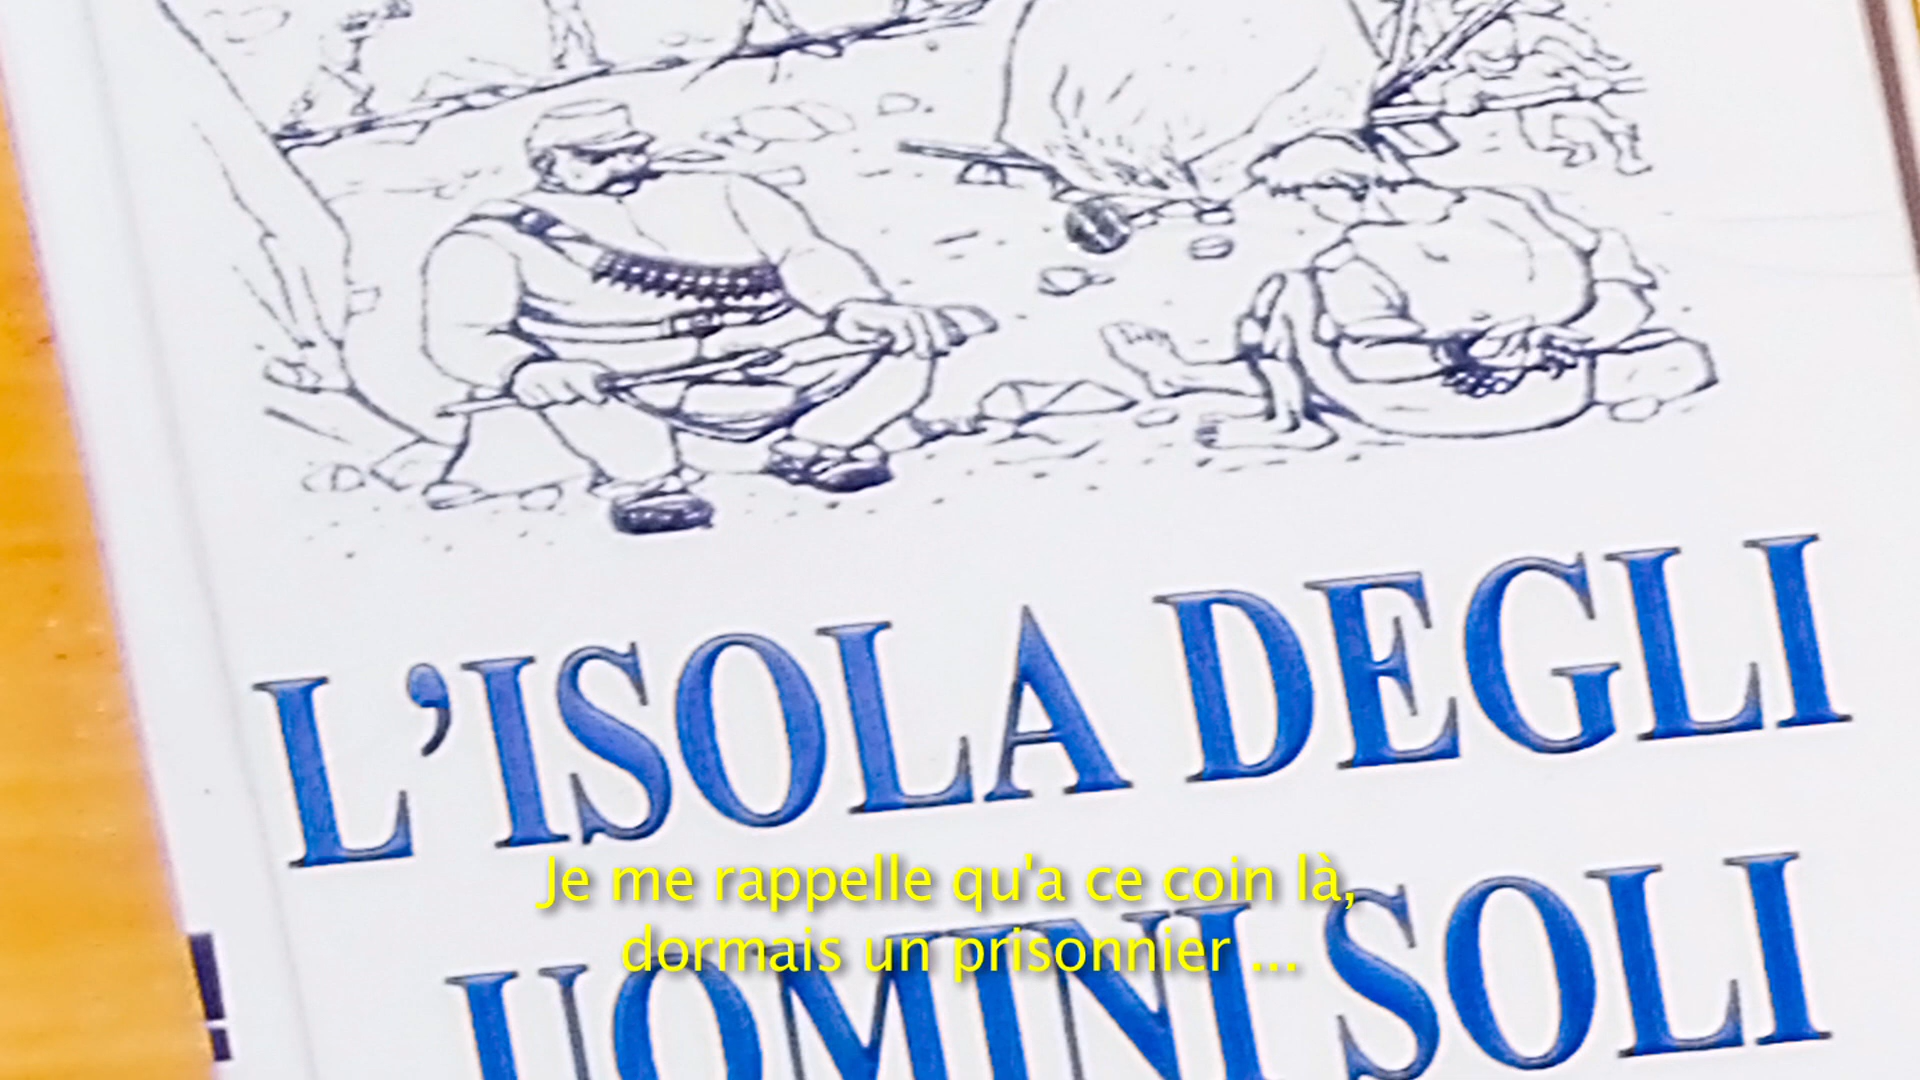 L'ISOLA DEGLI
UOMINI SOLI
Je me rappelle qu'a ce coin là,
dormais un prisonnier ...